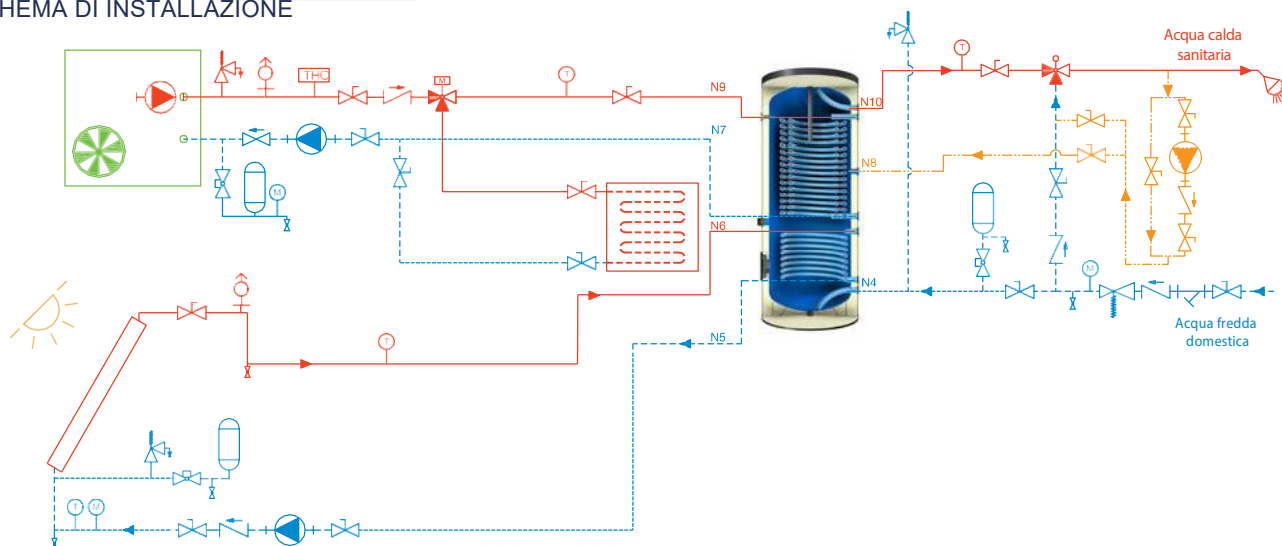 HEMA DI INSTALLAZIONE
Acqua calda
sanitaria
THC
M
T
T
N9
N10
N7
N8
M
N6
N4
M
Acqua fredda
domestica
T
N5
T
M